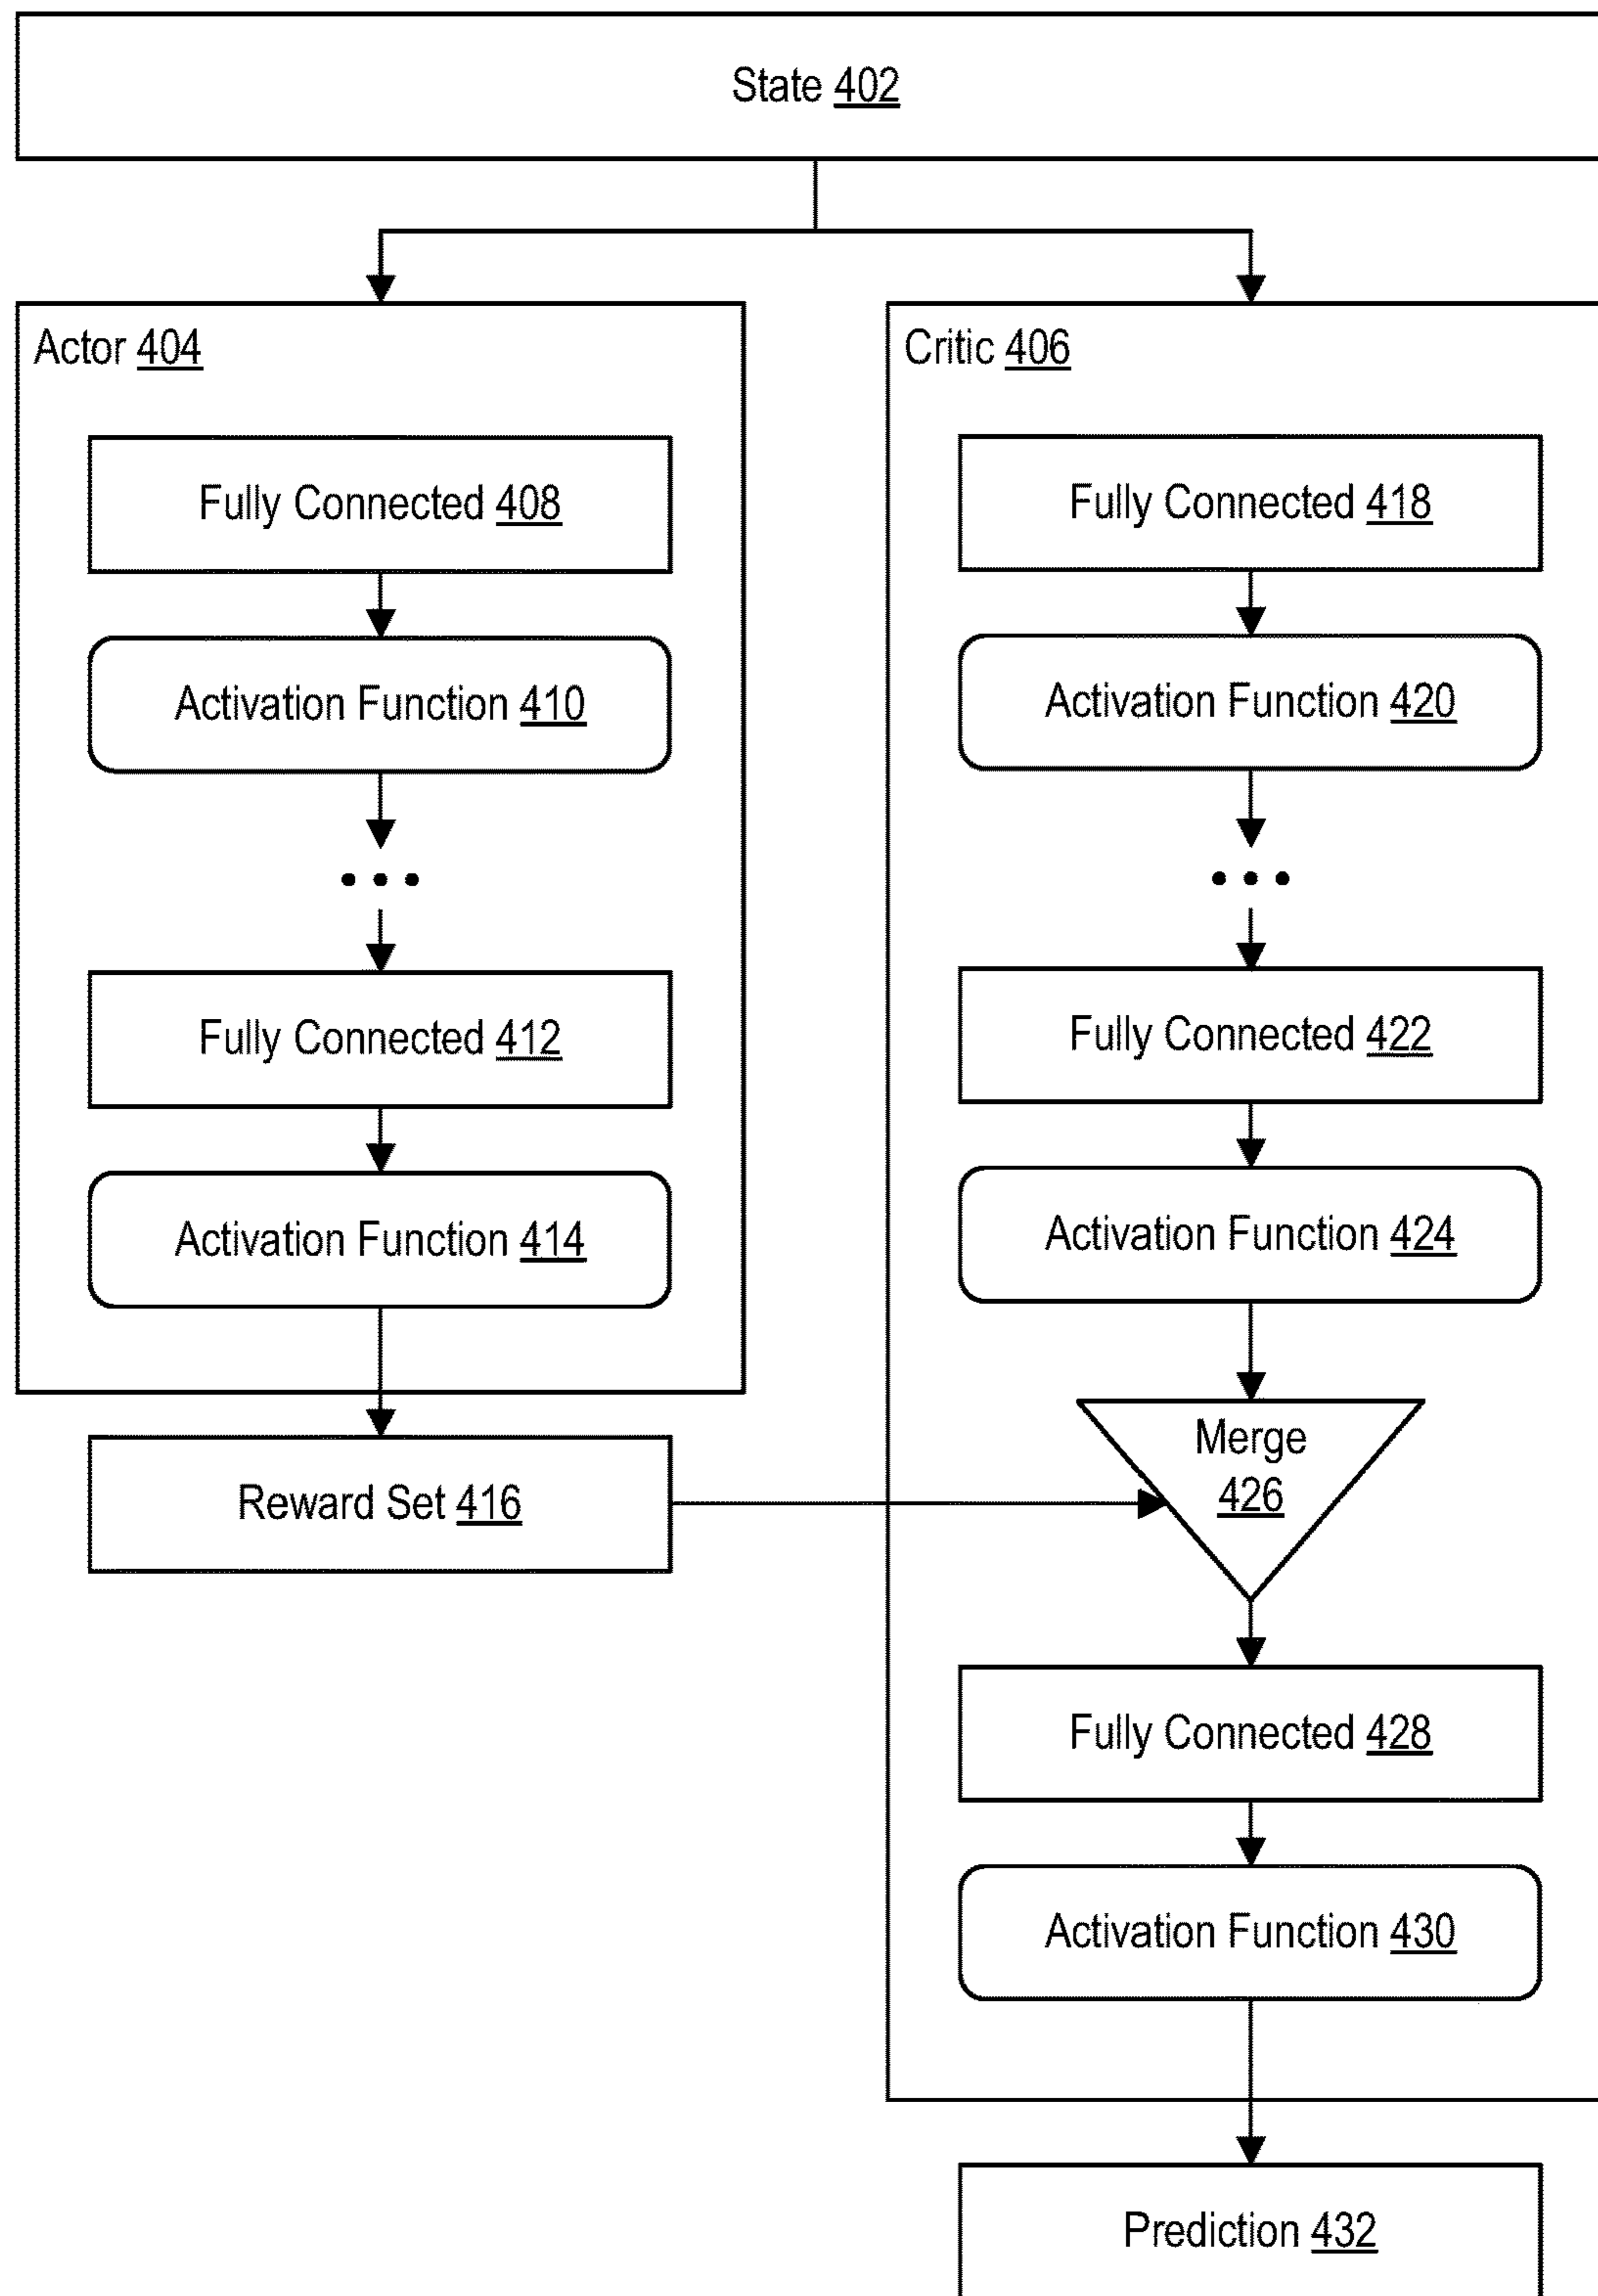 State 402
Actor 404
Fully Connected 408
Activation Function 410
...
Fully Connected 412
Activation Function 414
Reward Set 416
Critic 406
Fully Connected 418
Activation Function 420
...
Fully Connected 422
Activation Function 424
Merge
426
Fully Connected 428
Activation Function 430
Prediction 432